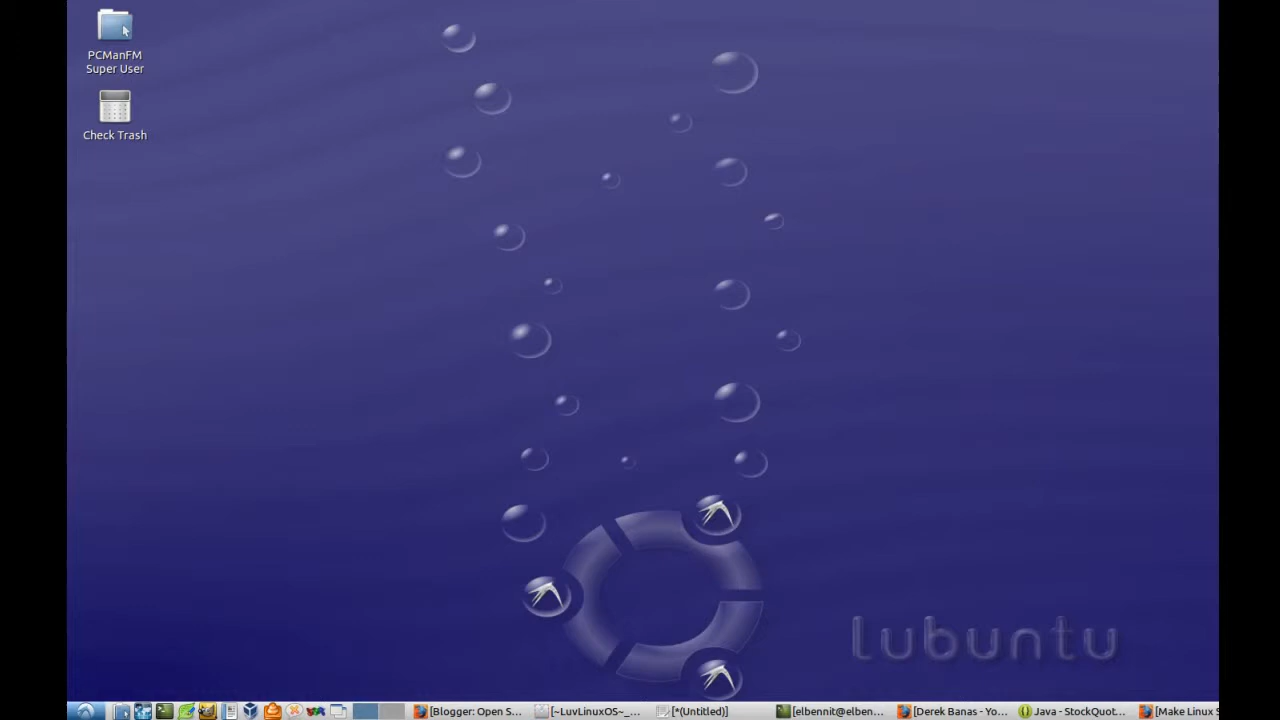 PCManFM
Super User
Check Trash
lubuntu
[Blogger: Open S...
[~LuvLinuxOS~_...
[*(Untitled)]
[elbennit@elben...
[Derek Banas - Yo...
Java - StockQuot...
[Make Linux S